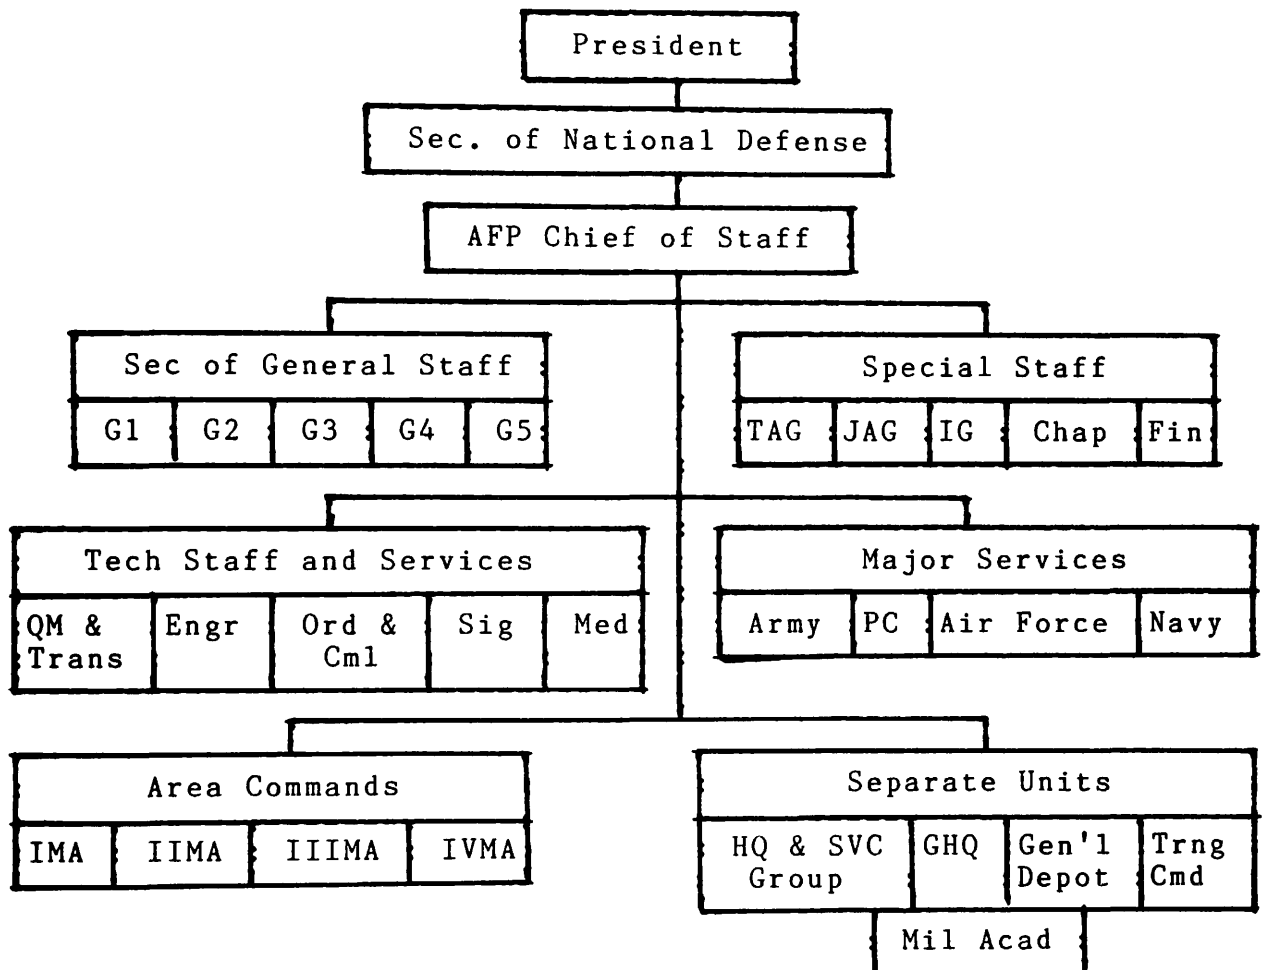 President
Sec. of National Defense
AFP Chief of Staff
Sec of General Staff
G1 G2 G3 G4 G5
Special Staff
TAG JAG IG Chap Fin
Tech Staff and Services
QM & Trans
Engr
Ord & Cml
Sig
Med
Major Services
Army PC Air Force Navy
Area Commands
IMA IIMA IIIMA IVMA
Separate Units
HQ & SVC Group
GHQ
Gen'l Depot
Trng Cmd
Mil Acad